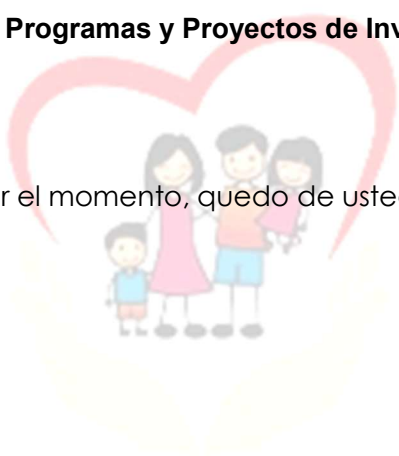 Programas y Proyectos de Inv
r el momento, quedo de uste